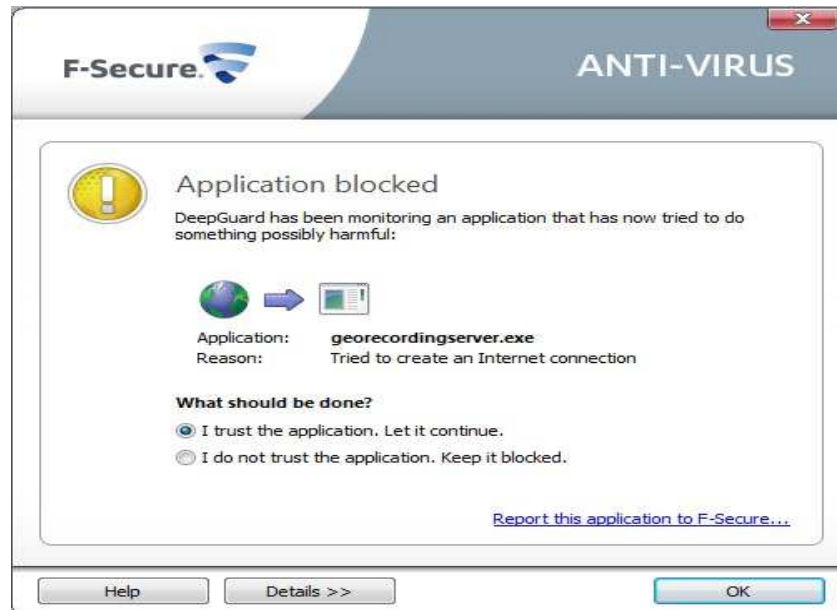 F-Secure.
ANTI-VIRUS
Application blocked
DeepGuard has been monitoring an application that has now tried to do
something possibly harmful:
Application: georecordingserver.exe
Reason: Tried to create an Internet connection
What should be done?
I trust the application. Let it continue.
I do not trust the application. Keep it blocked.
Report this application to F-Secure...
Help Details >> OK